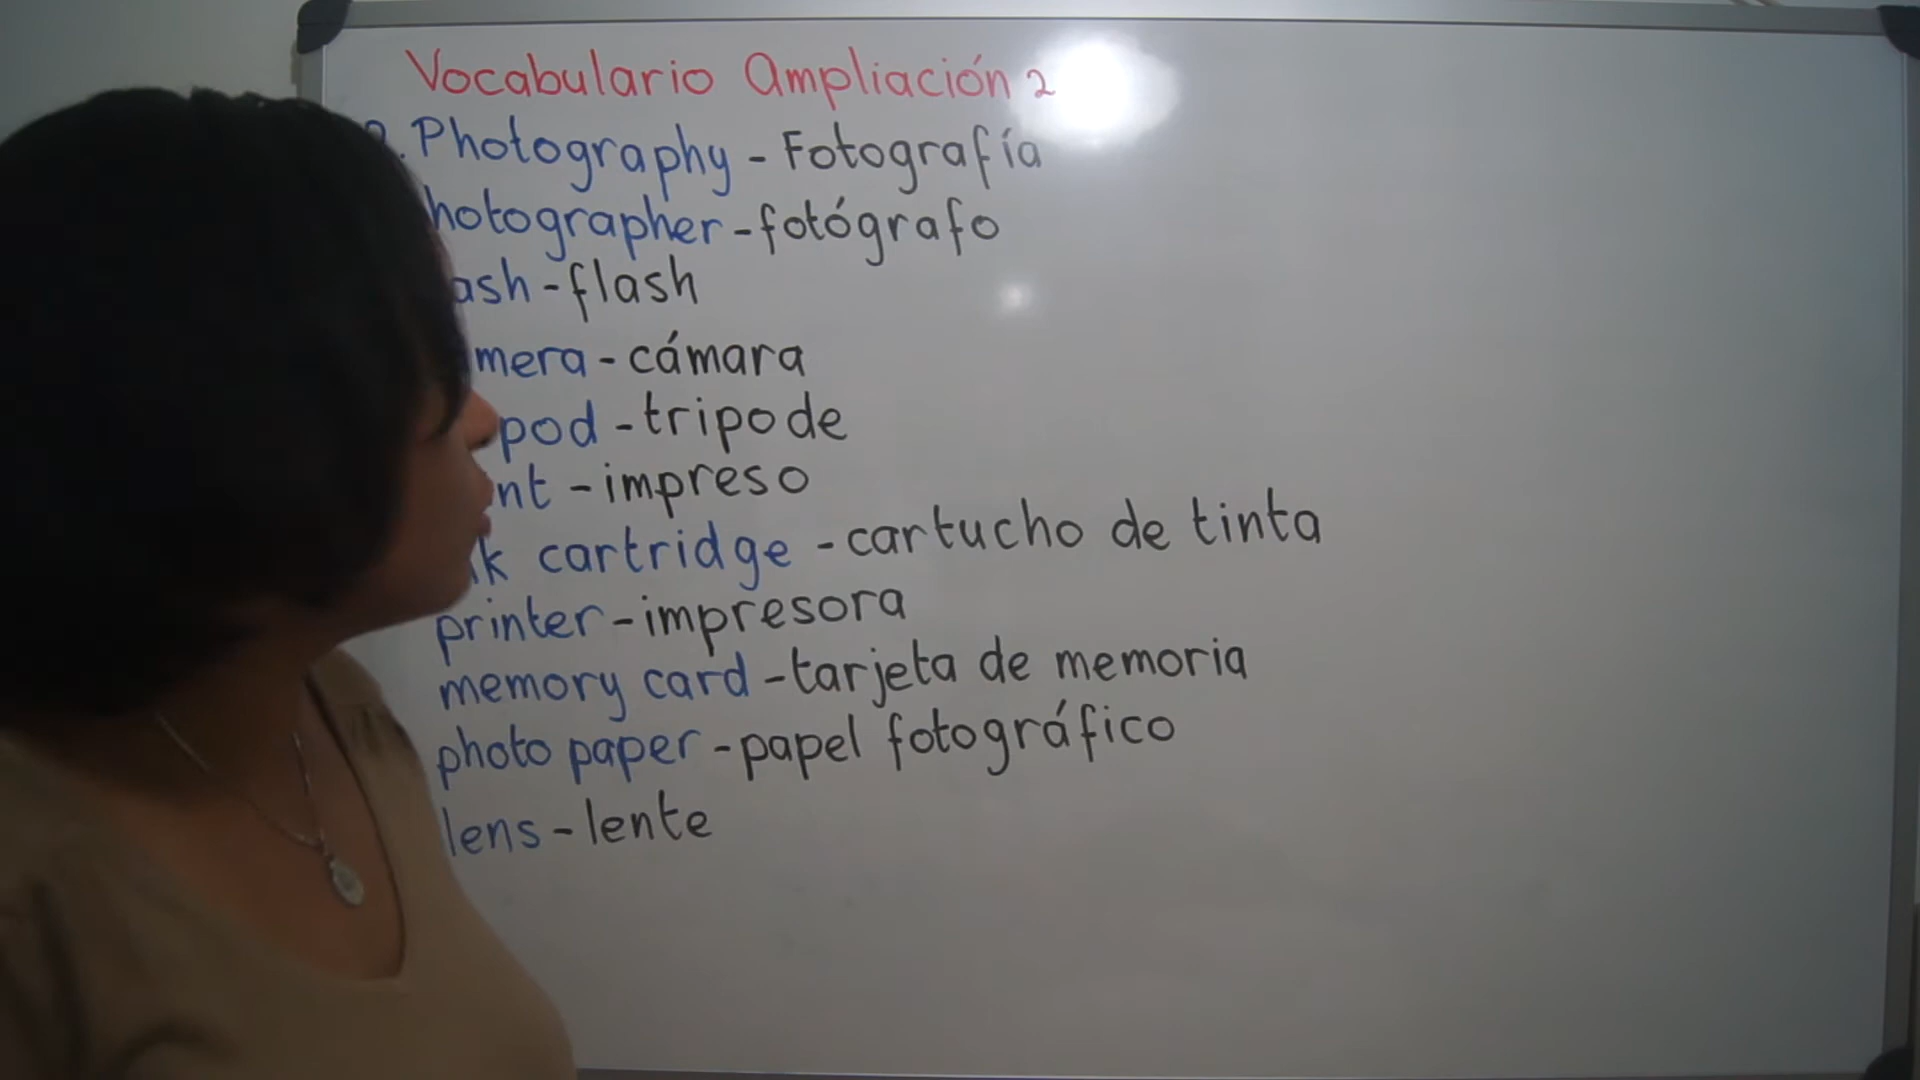 Vocabulario Ampliación 2
Photography - Fotografía
hotographer - fotógrafo
ash - flash
mera - cámara
pod - tripode
nt - impreso
k cartridge - cartucho de tinta
printer - impresora
memory card - tarjeta de memoria
photo paper - papel fotográfico
lens - lente